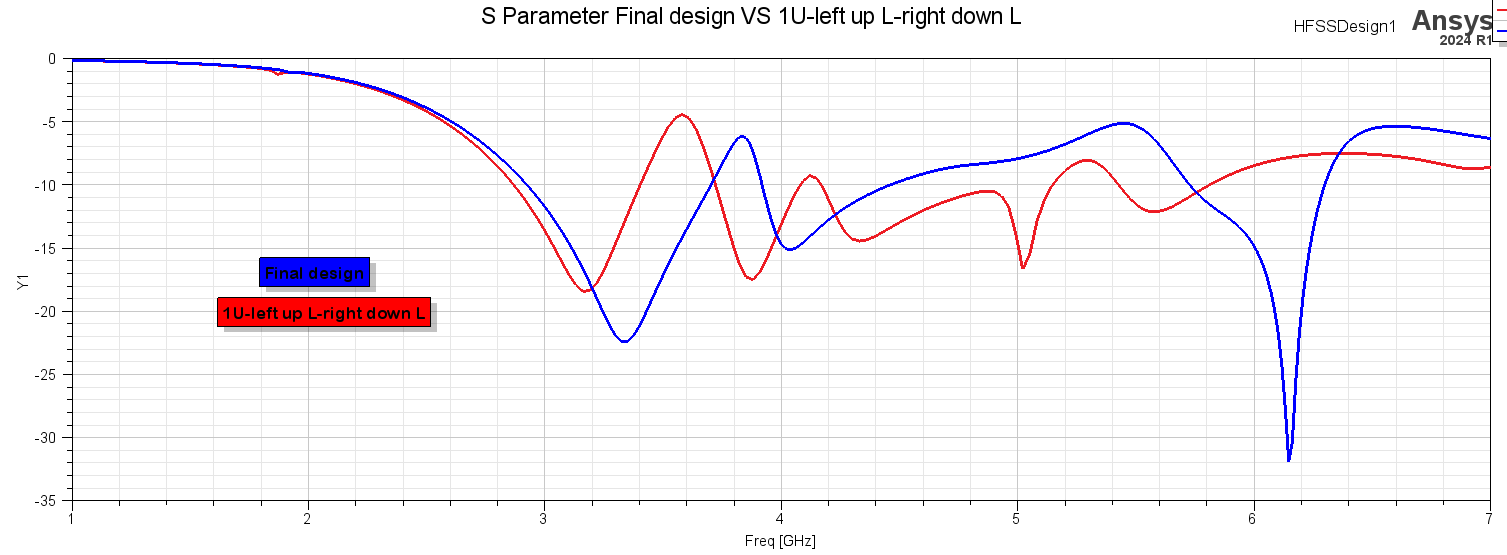 S Parameter Final design VS 1U-left up L-right down L
HFSSDesign1
Ansys
2024 R1
0
-5
-10
-15
-20
-25
-30
-35
Y1
Final design
1U-left up L-right down L
1 2 3 4 5 6 7
Freq [GHz]